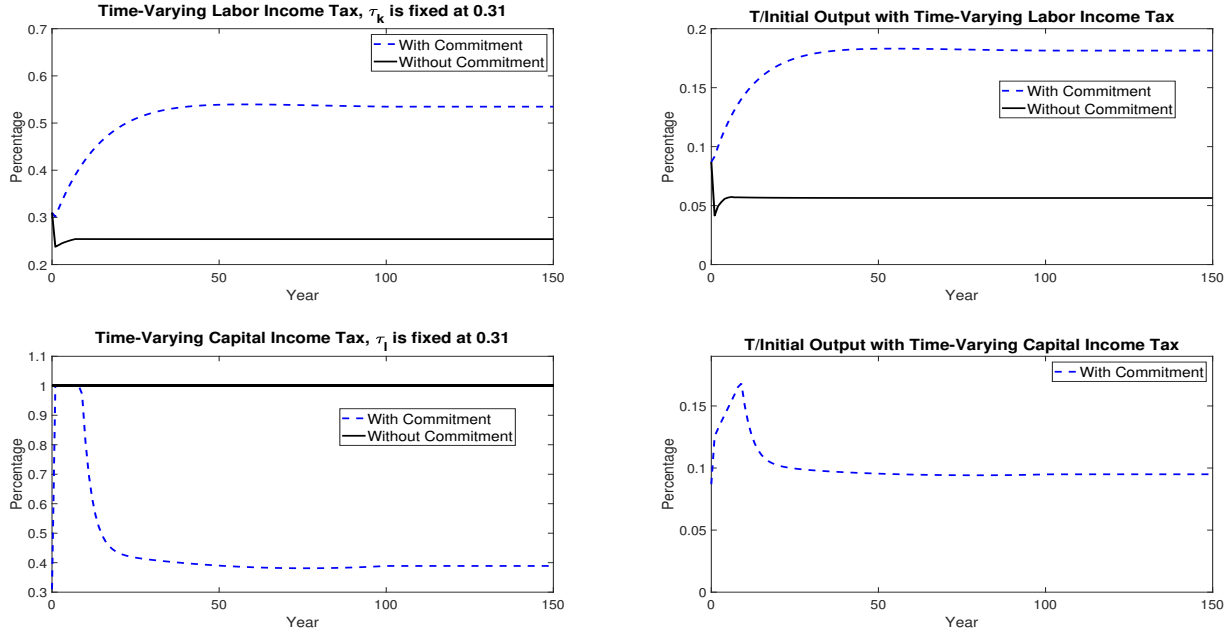 Time-Varying Labor Income Tax, τk is fixed at 0.31
Percentage
0.7
0.6
0.5
0.4
0.3
0.2
With Commitment
Without Commitment
0
50
100
150
Year
T/Initial Output with Time-Varying Labor Income Tax
Percentage
0.2
0.15
0.1
0.05
0
With Commitment
Without Commitment
0
50
100
150
Year
Time-Varying Capital Income Tax, τl is fixed at 0.31
Percentage
1.1
1
0.9
0.8
0.7
0.6
0.5
0.4
0.3
With Commitment
Without Commitment
0
50
100
150
Year
T/Initial Output with Time-Varying Capital Income Tax
Percentage
0.15
0.1
0.05
0
With Commitment
0
50
100
150
Year